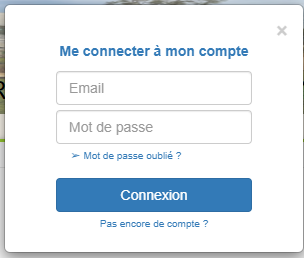 ×
Me connecter à mon compte
Email
Mot de passe
➢ Mot de passe oublié ?
Connexion
Pas encore de compte ?